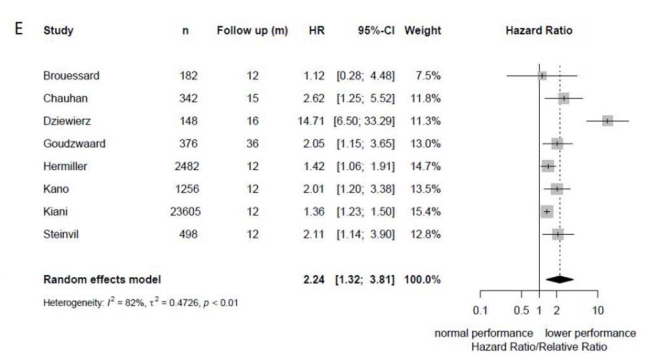 E Study n Follow up (m) HR 95%-CI Weight Hazard Ratio
Brouessard 182 12 1.12 [0.28; 4.48] 7.5%
Chauhan 342 15 2.62 [1.25; 5.52] 11.8%
Dziewierz 148 16 14.71 [6.50; 33.29] 11.3%
Goudzwaard 376 36 2.05 [1.15; 3.65] 13.0%
Hermiller 2482 12 1.42 [1.06; 1.91] 14.7%
Kano 1256 12 2.01 [1.20; 3.38] 13.5%
Kiani 23605 12 1.36 [1.23; 1.50] 15.4%
Steinvil 498 12 2.11 [1.14; 3.90] 12.8%
Random effects model 2.24 [1.32; 3.81] 100.0%
Heterogeneity: I² = 82%, τ² = 0.4726, p < 0.01
0.1 0.5 1 2 10
normal performance lower performance
Hazard Ratio/Relative Ratio